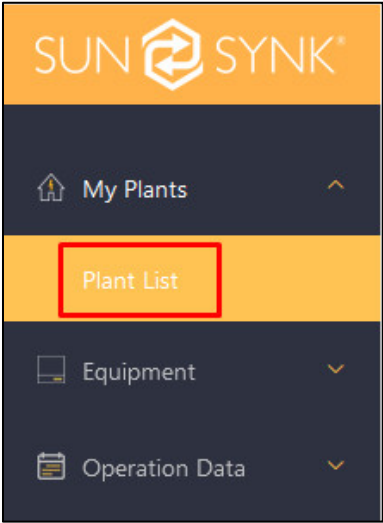 SUN SYNK®
My Plants
Plant List
Equipment
Operation Data